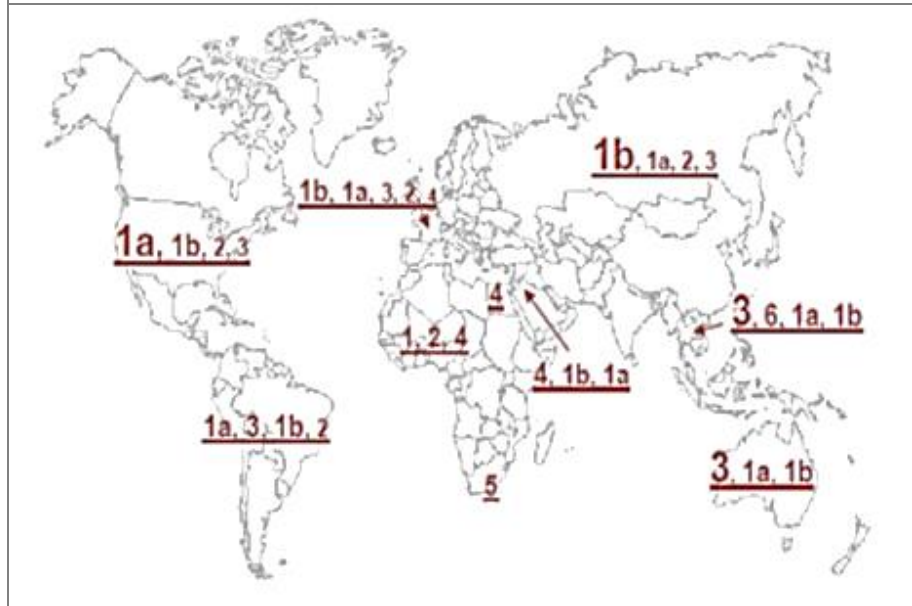 1b, 1a, 2, 3
1b, 1a, 3, 2, 4
1a, 1b, 2, 3
4
3, 6, 1a, 1b
1, 2, 4
4, 1b, 1a
1a, 3, 1b, 2
3, 1a, 1b
5